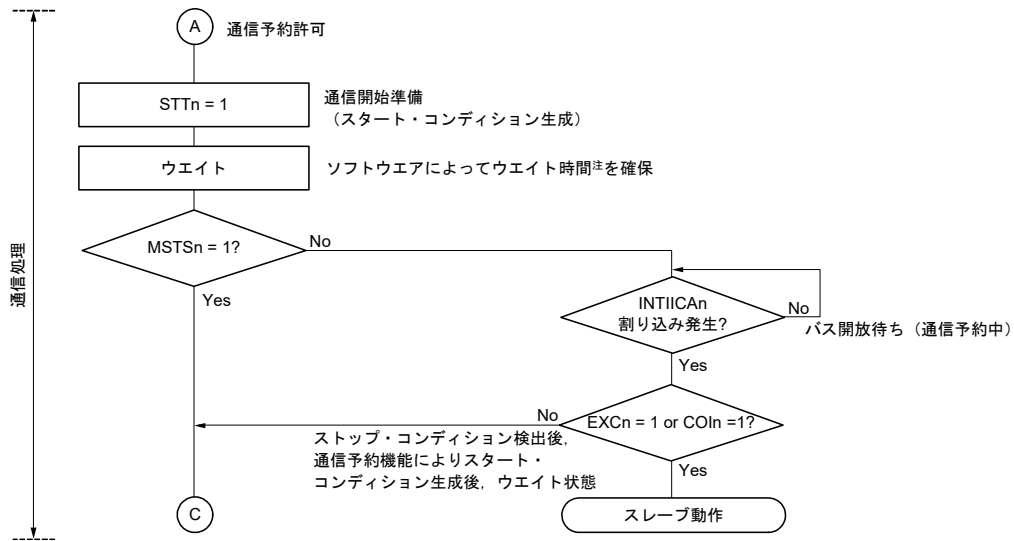 A
通信予約許可
STTn = 1
通信開始準備
（スタート・コンディション生成）
ウエイト
ソフトウエアによってウエイト時間注を確保
MSTSn = 1?
No
Yes
通信処理
INTIICAn
割り込み発生?
No
バス開放待ち（通信予約中）
Yes
EXCn = 1 or COIn =1?
No
ストップ・コンディション検出後,
通信予約機能によりスタート・
コンディション生成後, ウエイト状態
Yes
C
スレーブ動作